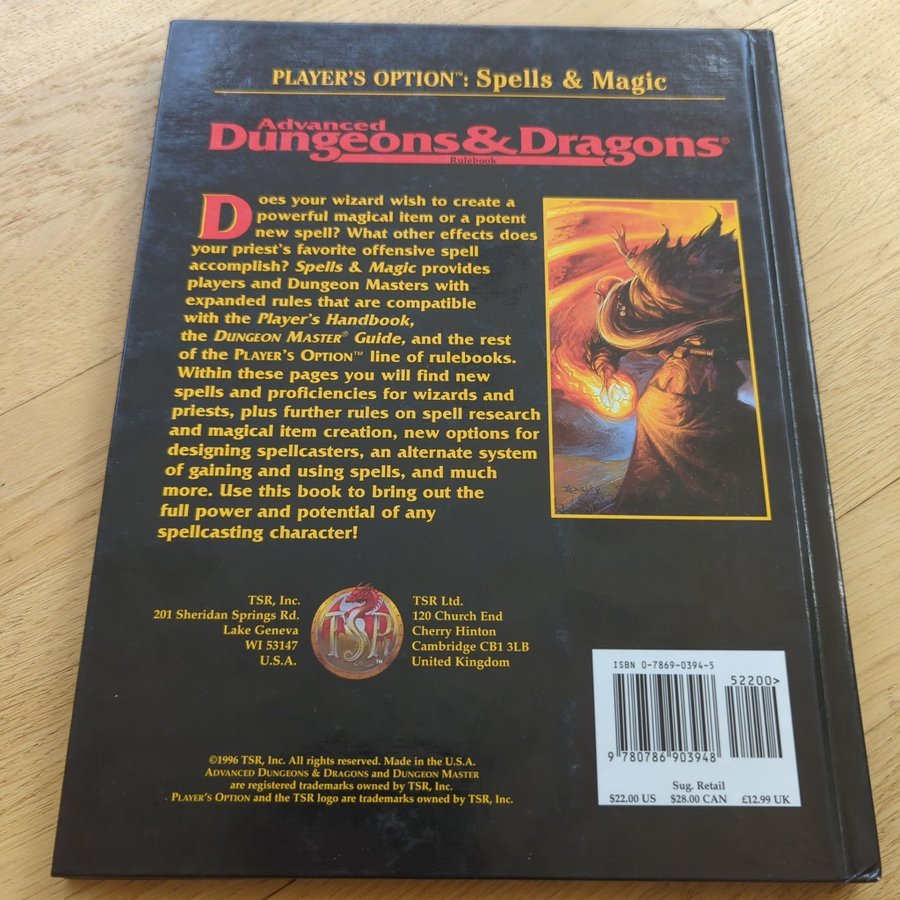 PLAYER'S OPTION™: Spells & Magic
Advanced
Dungeons & Dragons®
Rulebook
Does your wizard wish to create a
powerful magical item or a potent
new spell? What other effects does
your priest's favorite offensive spell
accomplish? Spells & Magic provides
players and Dungeon Masters with
expanded rules that are compatible
with the Player's Handbook,
the DUNGEON MASTER® Guide, and the rest
of the PLAYER'S OPTION™ line of rulebooks.
Within these pages you will find new
spells and proficiencies for wizards and
priests, plus further rules on spell research
and magical item creation, new options for
designing spellcasters, an alternate system
of gaining and using spells, and much
more. Use this book to bring out the
full power and potential of any
spellcasting character!
EASLEY
TSR, Inc.
201 Sheridan Springs Rd.
Lake Geneva
WI 53147
U.S.A.
TSR™
TSR Ltd.
120 Church End
Cherry Hinton
Cambridge CB1 3LB
United Kingdom
ISBN 0-7869-0394-5
52200>
9 780786 903948
Sug. Retail
$22.00 US $28.00 CAN £12.99 UK
©1996 TSR, Inc. All rights reserved. Made in the U.S.A.
ADVANCED DUNGEONS & DRAGONS and DUNGEON MASTER
are registered trademarks owned by TSR, Inc.
PLAYER'S OPTION and the TSR logo are trademarks owned by TSR, Inc.